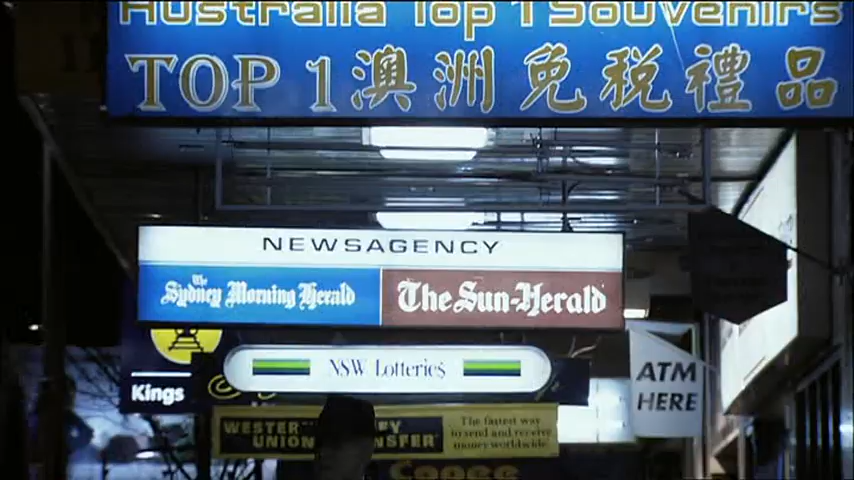 Australia Top 1 Souvenirs
TOP 1 澳洲免税禮品
NEWSAGENCY
The Sydney Morning Herald
The Sun-Herald
NSW Lotteries
Kings
ATM
HERE
WESTERN UNION
The fastest way
to send and receive
money worldwide.